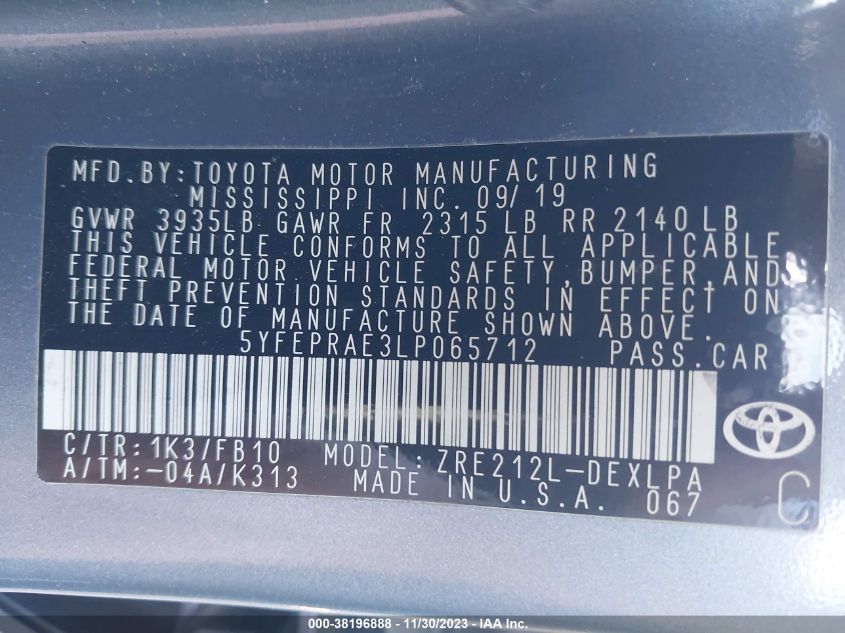 MFD.BY:TOYOTA MOTOR MANUFACTURING
MISSISSIPPI INC. 09/19
GVWR 3935LB GAWR FR 2315 LB RR 2140 LB
THIS VEHICLE CONFORMS TO ALL APPLICABLE
FEDERAL MOTOR VEHICLE SAFETY,BUMPER,AND
THEFT PREVENTION STANDARDS IN EFFECT ON
THE DATE OF MANUFACTURE SHOWN ABOVE.
5YFEPRAE3LP065712 PASS.CAR
C/TR:1K3/FB10 MODEL:ZRE212L-DEXLPA
A/TM:-04A/K313 MADE IN U.S.A. 067
C
000-38196888 - 11/30/2023 - IAA Inc.